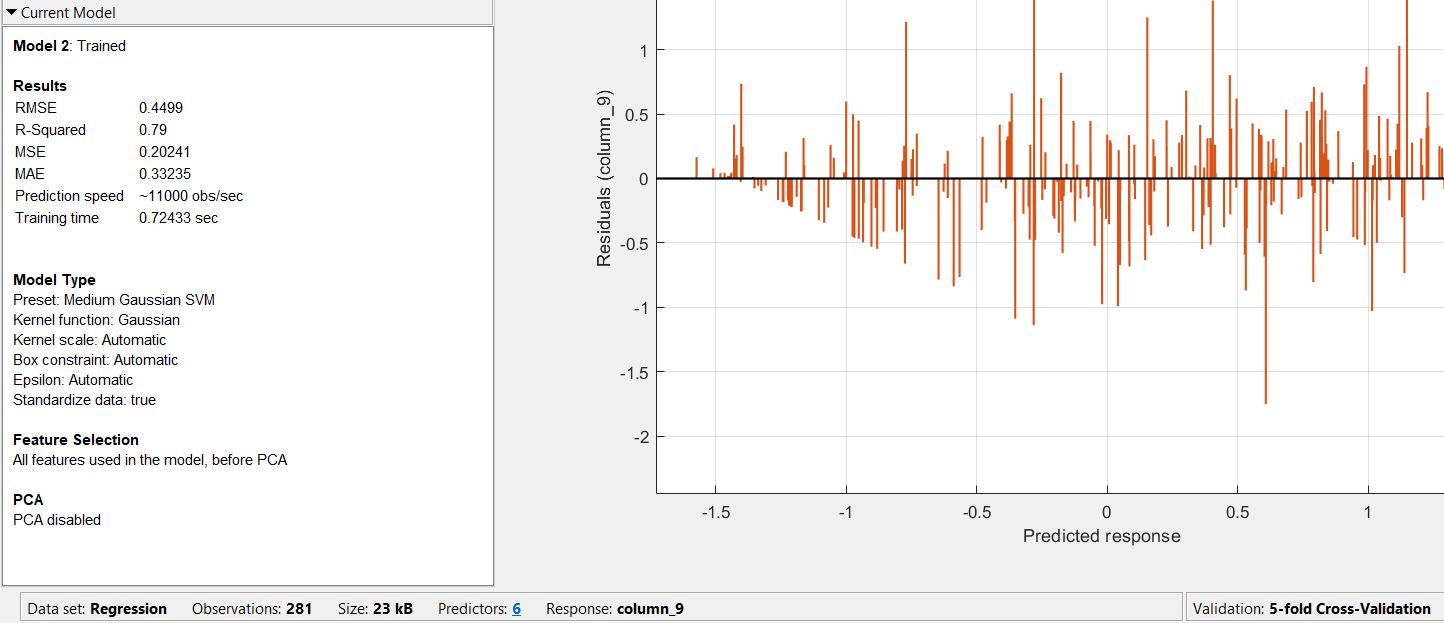 Current Model
Model 2: Trained
Results
RMSE 0.4499
R-Squared 0.79
MSE 0.20241
MAE 0.33235
Prediction speed ~11000 obs/sec
Training time 0.72433 sec
Model Type
Preset: Medium Gaussian SVM
Kernel function: Gaussian
Kernel scale: Automatic
Box constraint: Automatic
Epsilon: Automatic
Standardize data: true
Feature Selection
All features used in the model, before PCA
PCA
PCA disabled
Residuals (column_9)
1
0.5
0
-0.5
-1
-1.5
-2
-1.5 -1 -0.5 0 0.5 1
Predicted response
Data set: Regression Observations: 281 Size: 23 kB Predictors: 6 Response: column_9 Validation: 5-fold Cross-Validation